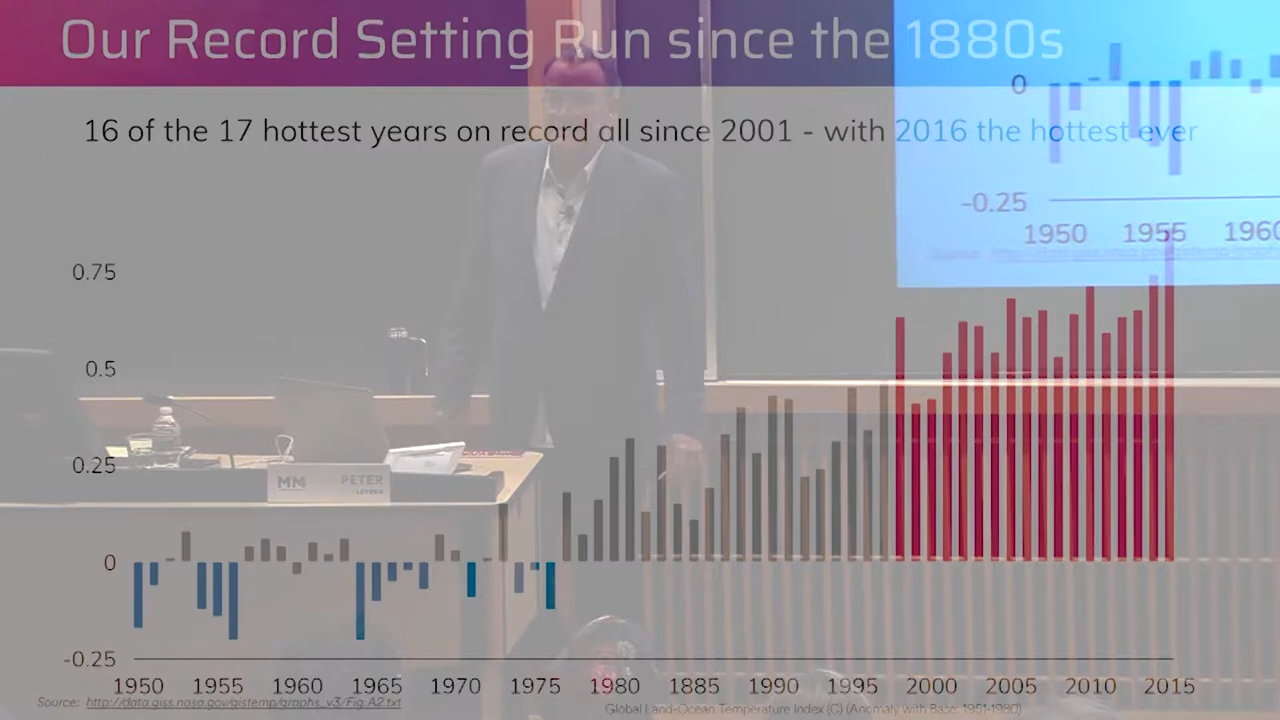 Our Record Setting Run since the 1880s
16 of the 17 hottest years on record all since 2001 - with 2016 the hottest ever
0
-0.25
1950 1955 1960
0.75
0.5
0.25
0
-0.25
MM PETER
1950 1955 1960 1965 1970 1975 1980 1985 1990 1995 2000 2005 2010 2015
Source: http://data.giss.nasa.gov/gistemp/graphs_v3/Fig.A2.txt
Global Land-Ocean Temperature Index (C) (Anomaly with Base: 1951-1980)